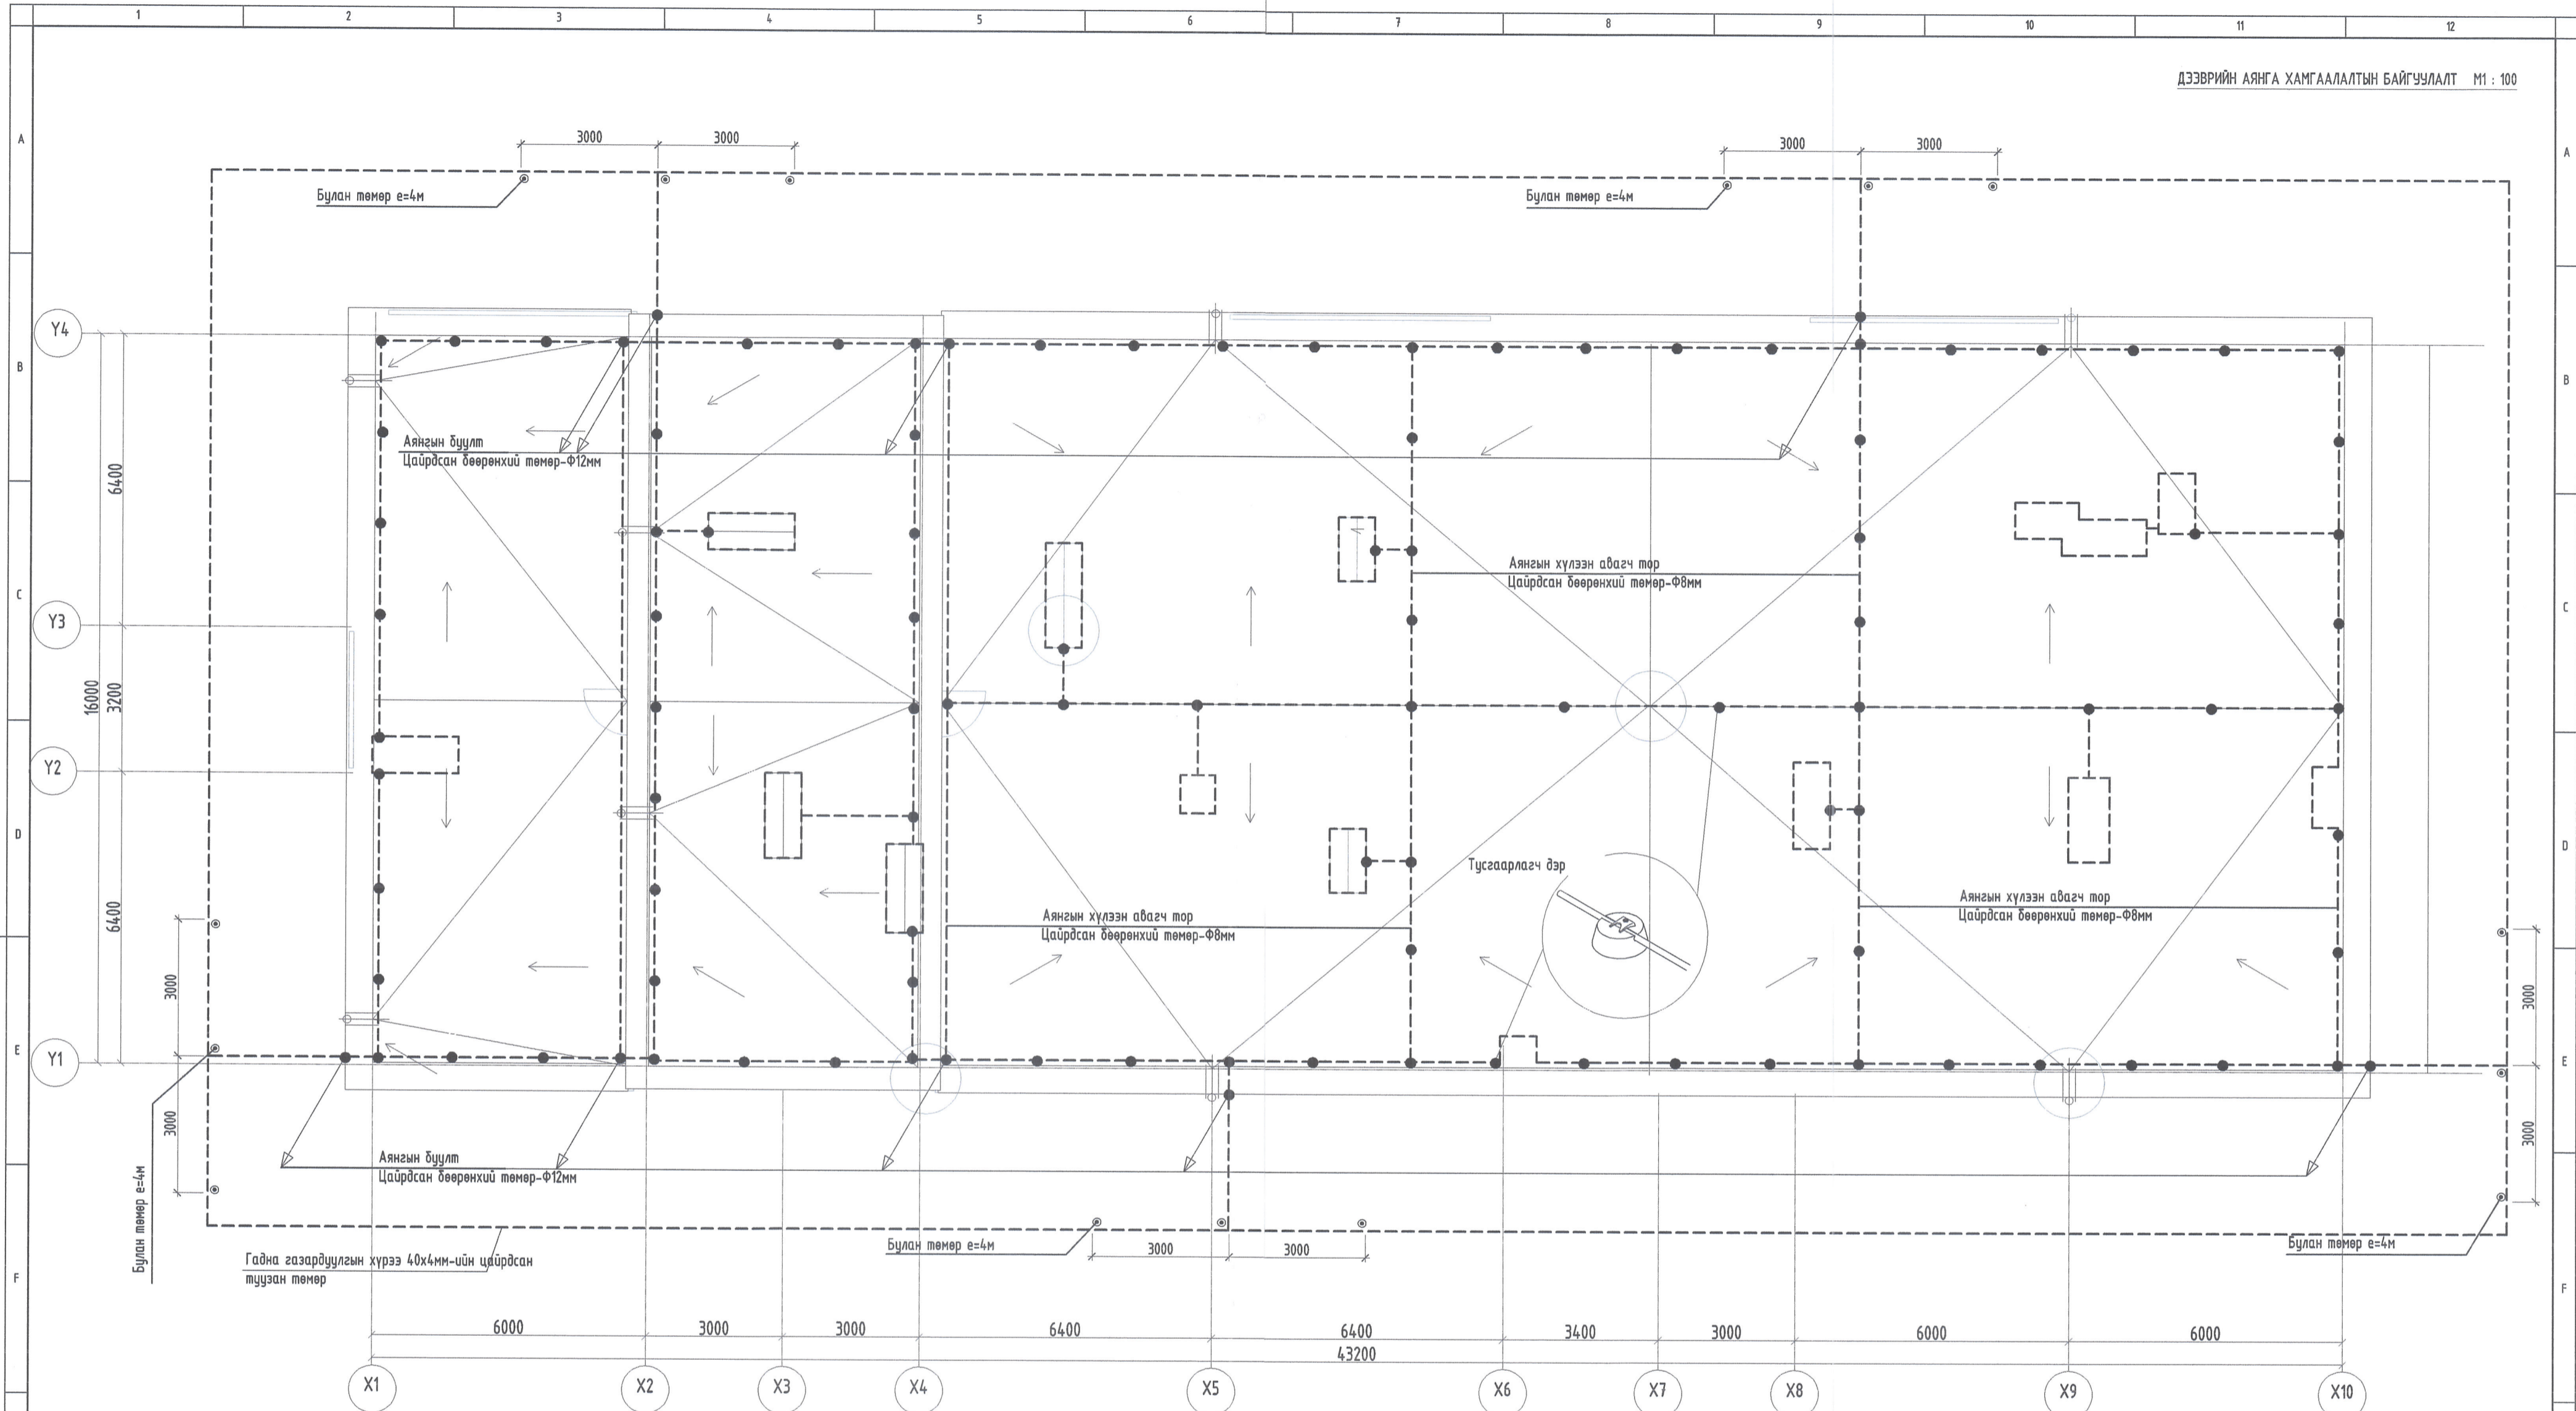 1 2 3 4 5 6 7 8 9 10 11 12
ДЭЭВРИЙН АЯНГА ХАМГААЛАЛТЫН БАЙГУУЛАЛТ М1 : 100
A A
3000 3000 3000 3000
Булан төмөр e=4м
Булан төмөр e=4м
Y4
B B
Аянгын буулт
Цайрдсан бөөрөнхий төмөр-Ф12мм
6400
C C
Аянгын хүлээн авагч тор
Цайрдсан бөөрөнхий төмөр-Ф8мм
Y3
16000
3200
Y2
D D
Тусгаарлагч дэр
Аянгын хүлээн авагч тор
Цайрдсан бөөрөнхий төмөр-Ф8мм
Аянгын хүлээн авагч тор
Цайрдсан бөөрөнхий төмөр-Ф8мм
6400
3000 3000
E E
Y1
3000 3000
Аянгын буулт
Цайрдсан бөөрөнхий төмөр-Ф12мм
Булан төмөр e=4м
Булан төмөр e=4м
3000 3000
Булан төмөр e=4м
Гадна газардуулгын хүрээ 40х4мм-ийн цайрдсан
туузан төмөр
F F
6000 3000 3000 6400 6400 3400 3000 6000 6000
43200
X1 X2 X3 X4 X5 X6 X7 X8 X9 X10